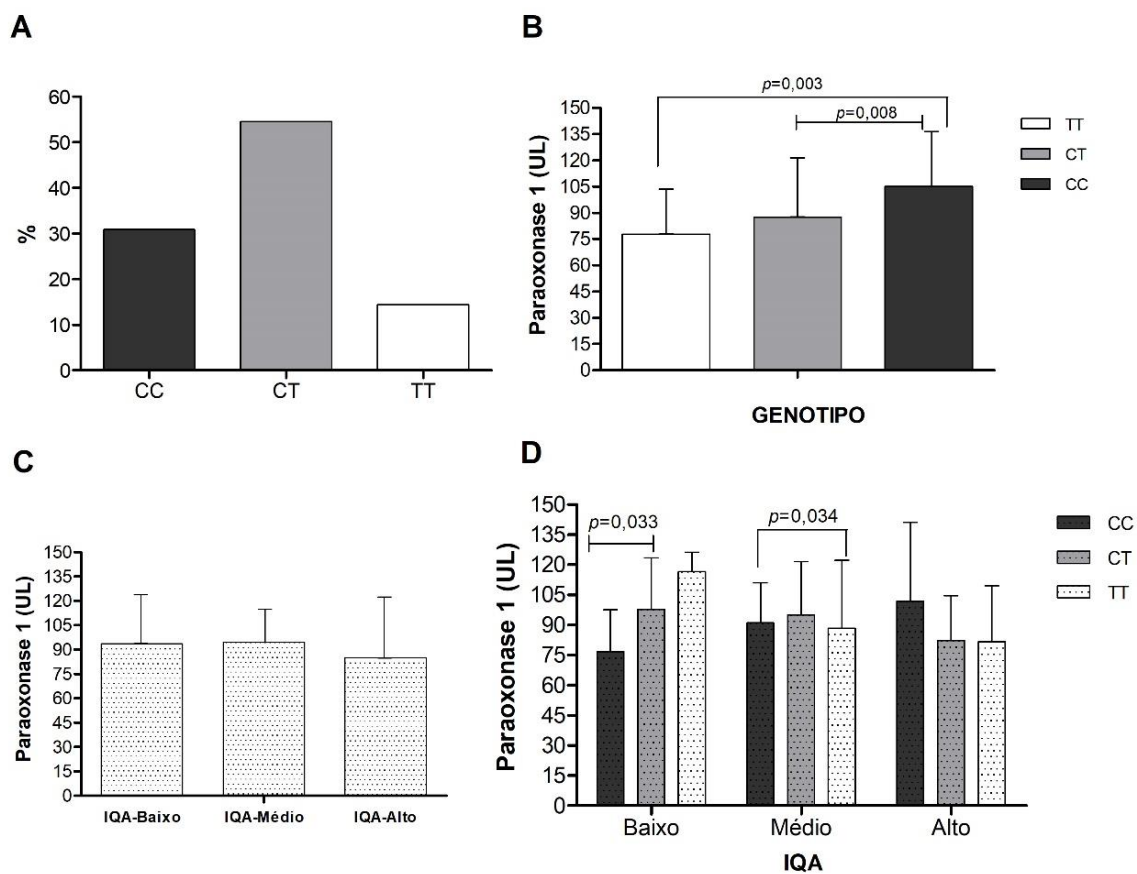 A
60
50
40
30
20
10
0
%
CC CT TT
B
p=0,003
p=0,008
150
135
120
105
90
75
60
45
30
15
0
Paraoxonase 1 (UL)
GENOTIPO
TT
CT
CC
C
150
135
120
105
90
75
60
45
30
15
0
Paraoxonase 1 (UL)
IQA-Baixo IQA-Médio IQA-Alto
D
p=0,033
p=0,034
150
135
120
105
90
75
60
45
30
15
0
Paraoxonase 1 (UL)
Baixo Médio Alto
IQA
CC
CT
TT